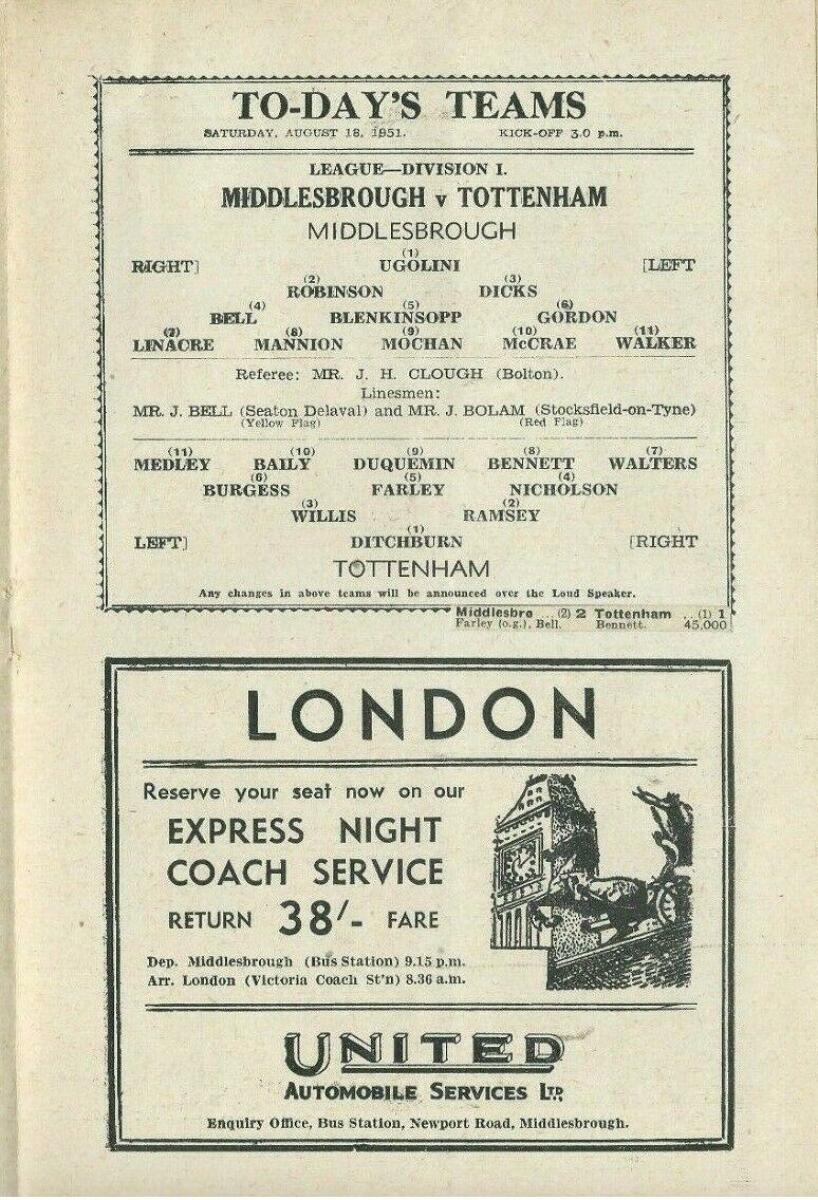 TO-DAY'S TEAMS
SATURDAY, AUGUST 18, 1951. KICK-OFF 3.0 p.m.
LEAGUE—DIVISION I.
MIDDLESBROUGH v TOTTENHAM
MIDDLESBROUGH
(1)
RIGHT] UGOLINI [LEFT
(2) (3)
ROBINSON DICKS
(4) (5) (6)
BELL BLENKINSOPP GORDON
(7) (8) (9) (10) (11)
LINACRE MANNION MOCHAN McCRAE WALKER
Referee: MR. J. H. CLOUGH (Bolton).
Linesmen:
MR. J. BELL (Seaton Delaval) and MR. J. BOLAM (Stocksfield-on-Tyne)
(Yellow Flag) (Red Flag)
(11) (10) (9) (8) (7)
MEDLEY BAILY DUQUEMIN BENNETT WALTERS
(6) (5) (4)
BURGESS FARLEY NICHOLSON
(3) (2)
WILLIS RAMSEY
(1)
LEFT] DITCHBURN [RIGHT
TOTTENHAM
Any changes in above teams will be announced over the Loud Speaker.
Middlesbro ...(2) 2 Tottenham ..(1) 1
Farley (o.g.), Bell. Bennett. 45,000
LONDON
Reserve your seat now on our
EXPRESS NIGHT
COACH SERVICE
RETURN 38/- FARE
Dep. Middlesbrough (Bus Station) 9.15 p.m.
Arr. London (Victoria Coach St'n) 8.36 a.m.
UNITED
AUTOMOBILE SERVICES LTD.
Enquiry Office, Bus Station, Newport Road, Middlesbrough.